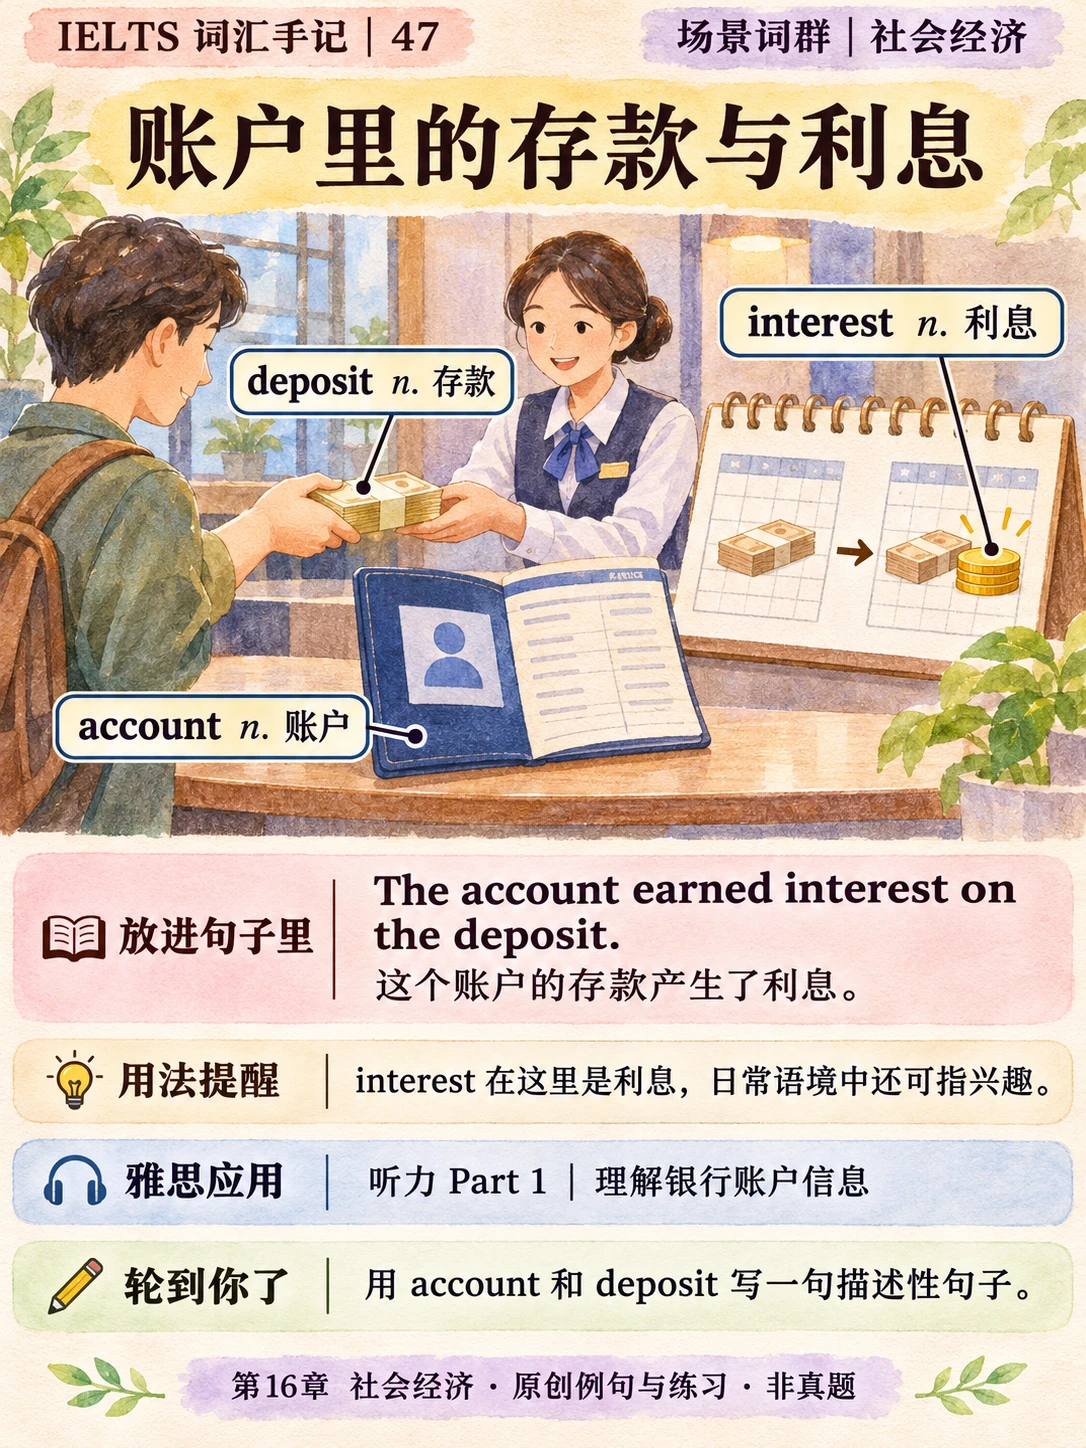 IELTS 词汇手记 | 47
场景词群 | 社会经济
账户里的存款与利息
interest n. 利息
deposit n. 存款
account n. 账户
放进句子里
The account earned interest on
the deposit.
这个账户的存款产生了利息。
用法提醒
interest 在这里是利息，日常语境中还可指兴趣。
雅思应用
听力 Part 1 | 理解银行账户信息
轮到你了
用 account 和 deposit 写一句描述性句子。
第16章 社会经济 · 原创例句与练习 · 非真题